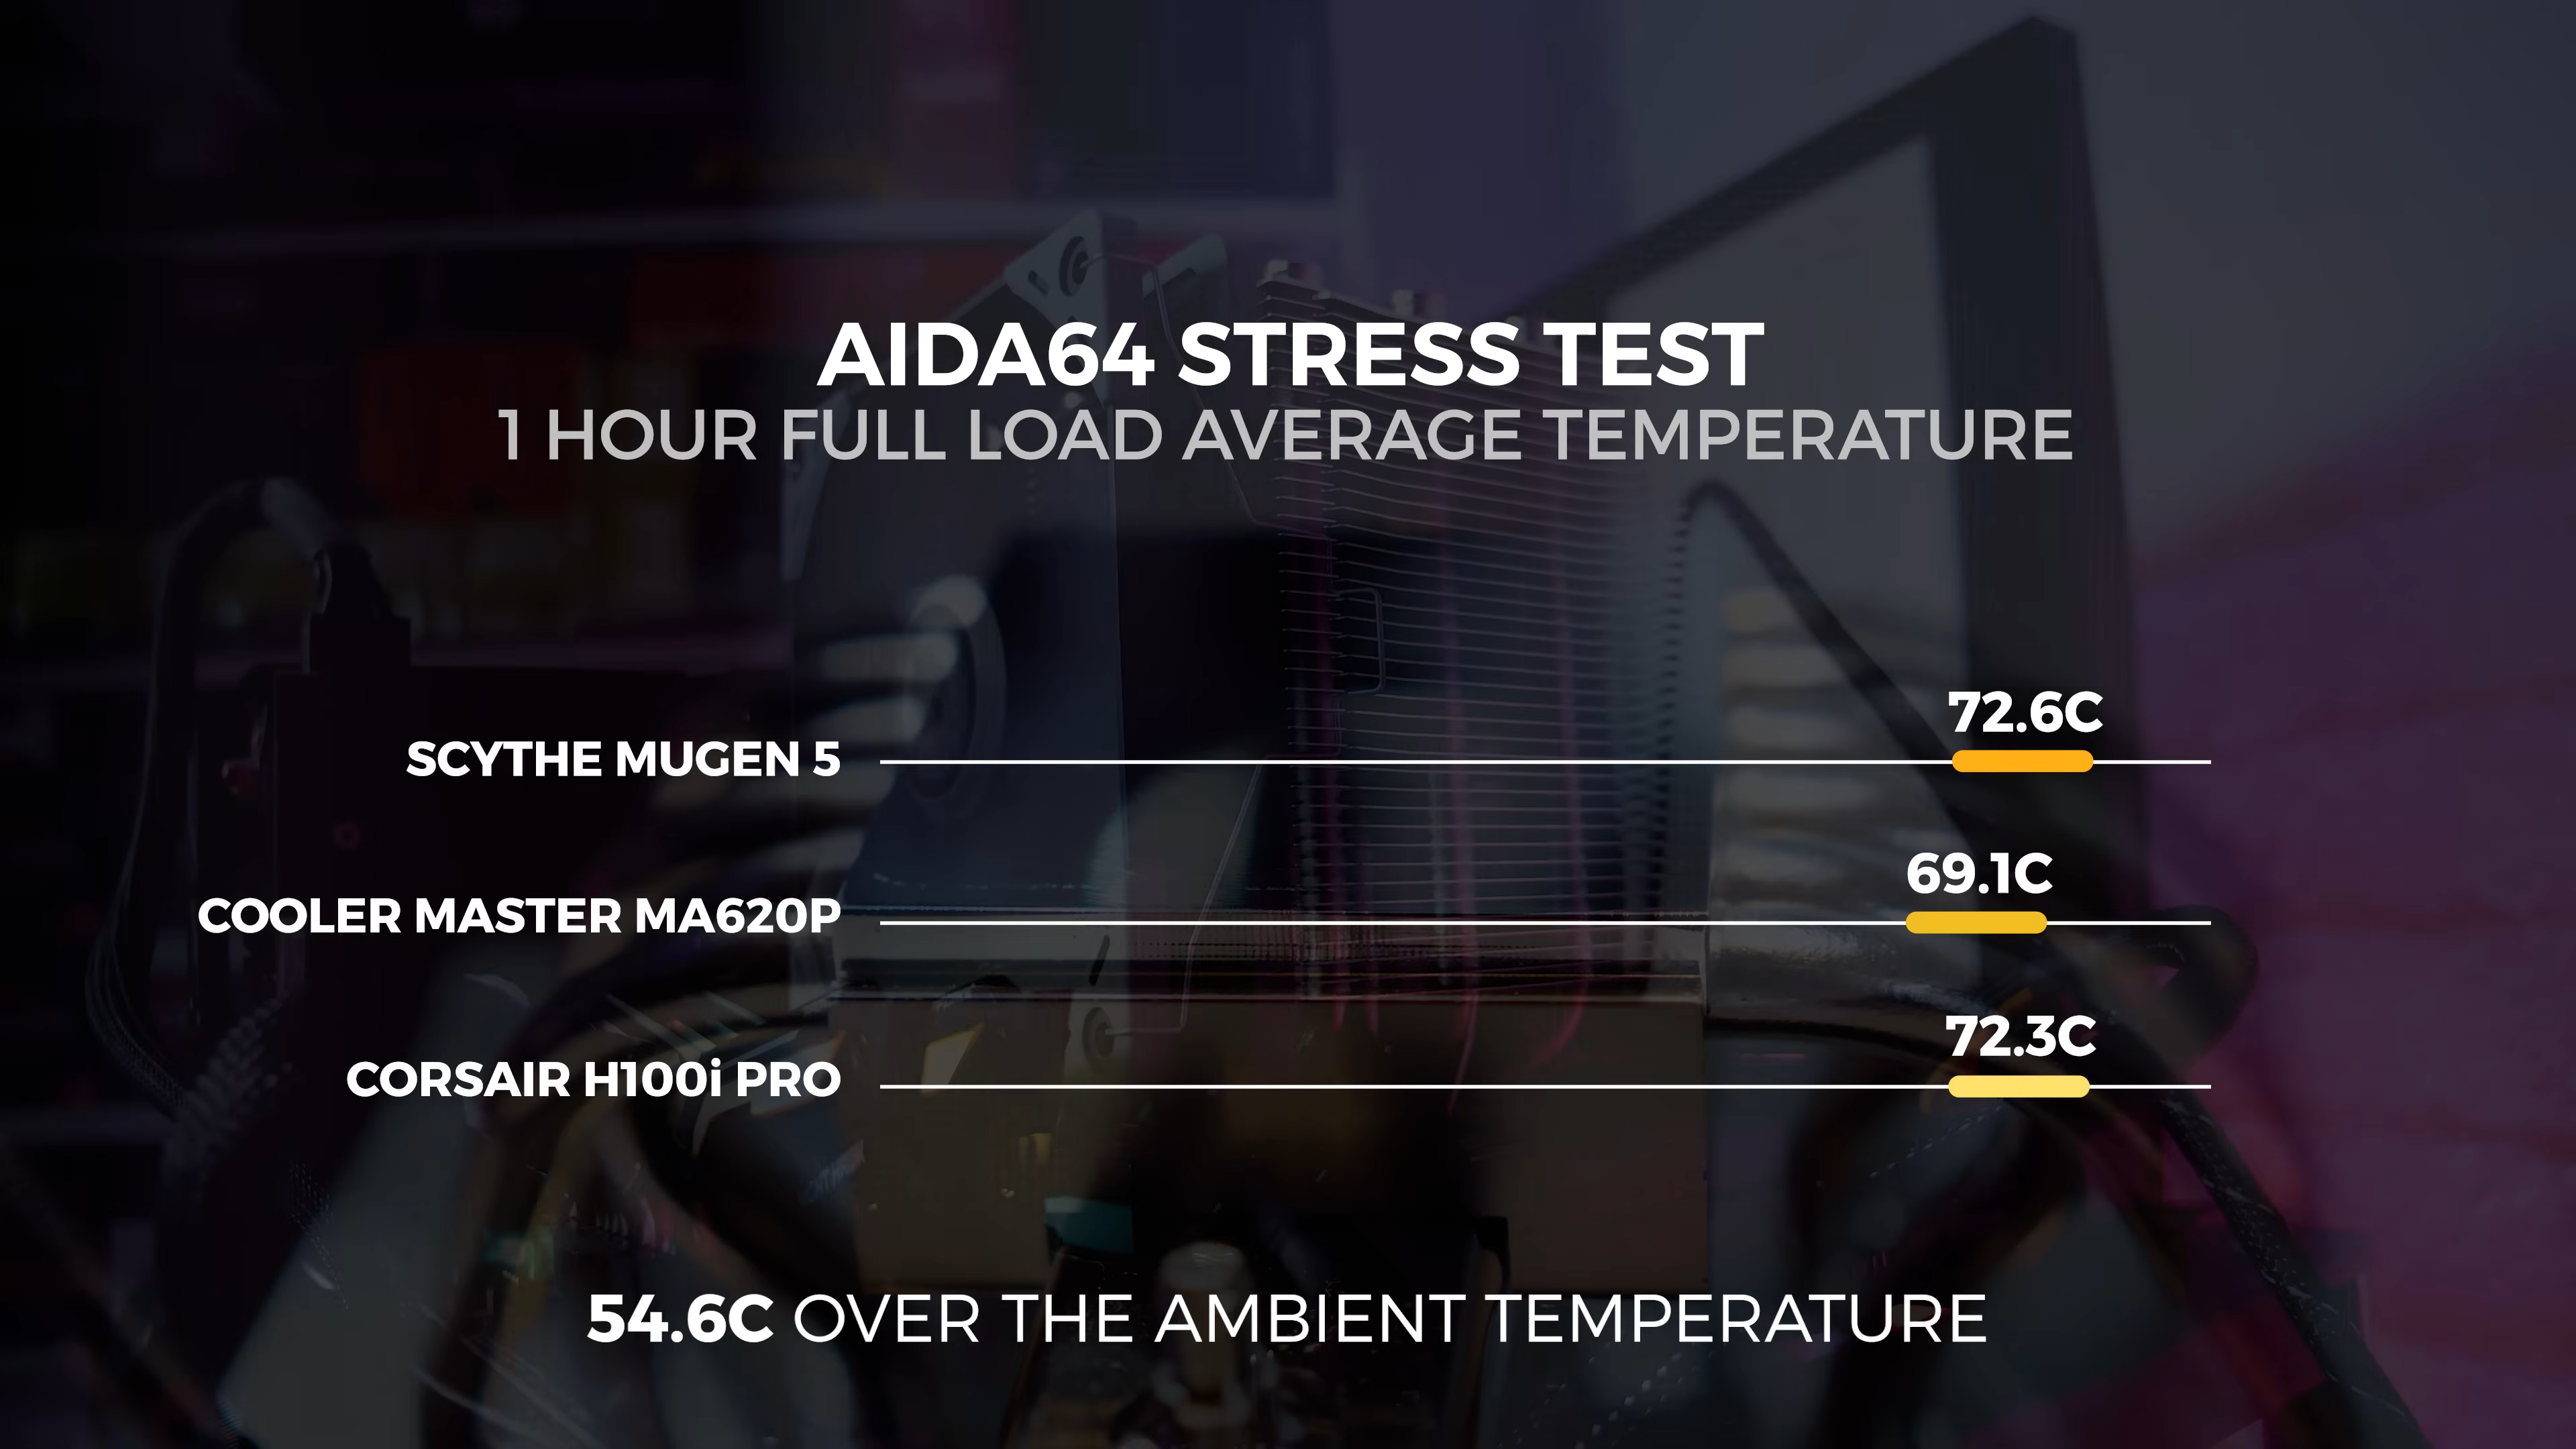 AIDA64 STRESS TEST
1 HOUR FULL LOAD AVERAGE TEMPERATURE
72.6C
SCYTHE MUGEN 5
69.1C
COOLER MASTER MA620P
72.3C
CORSAIR H100i PRO
54.6C OVER THE AMBIENT TEMPERATURE